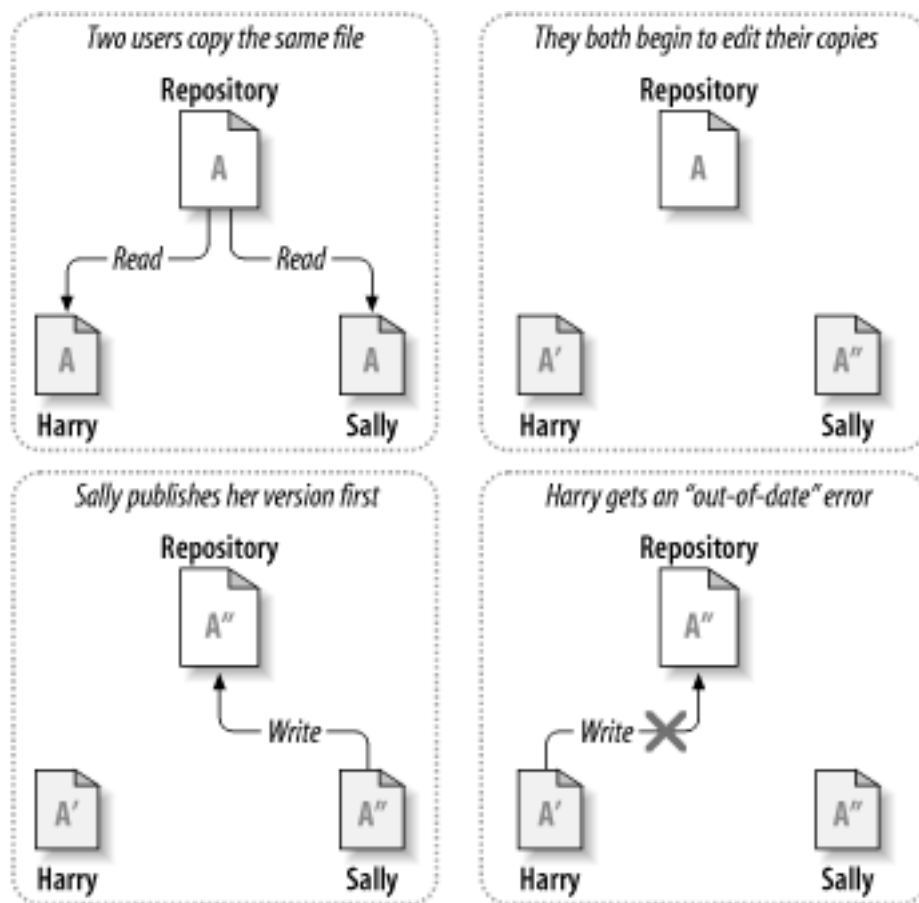 Two users copy the same file
Repository
A
Read Read
A A
Harry Sally
They both begin to edit their copies
Repository
A
A′ A″
Harry Sally
Sally publishes her version first
Repository
A″
Write
A′ A″
Harry Sally
Harry gets an “out-of-date” error
Repository
A″
Write
A′ A″
Harry Sally